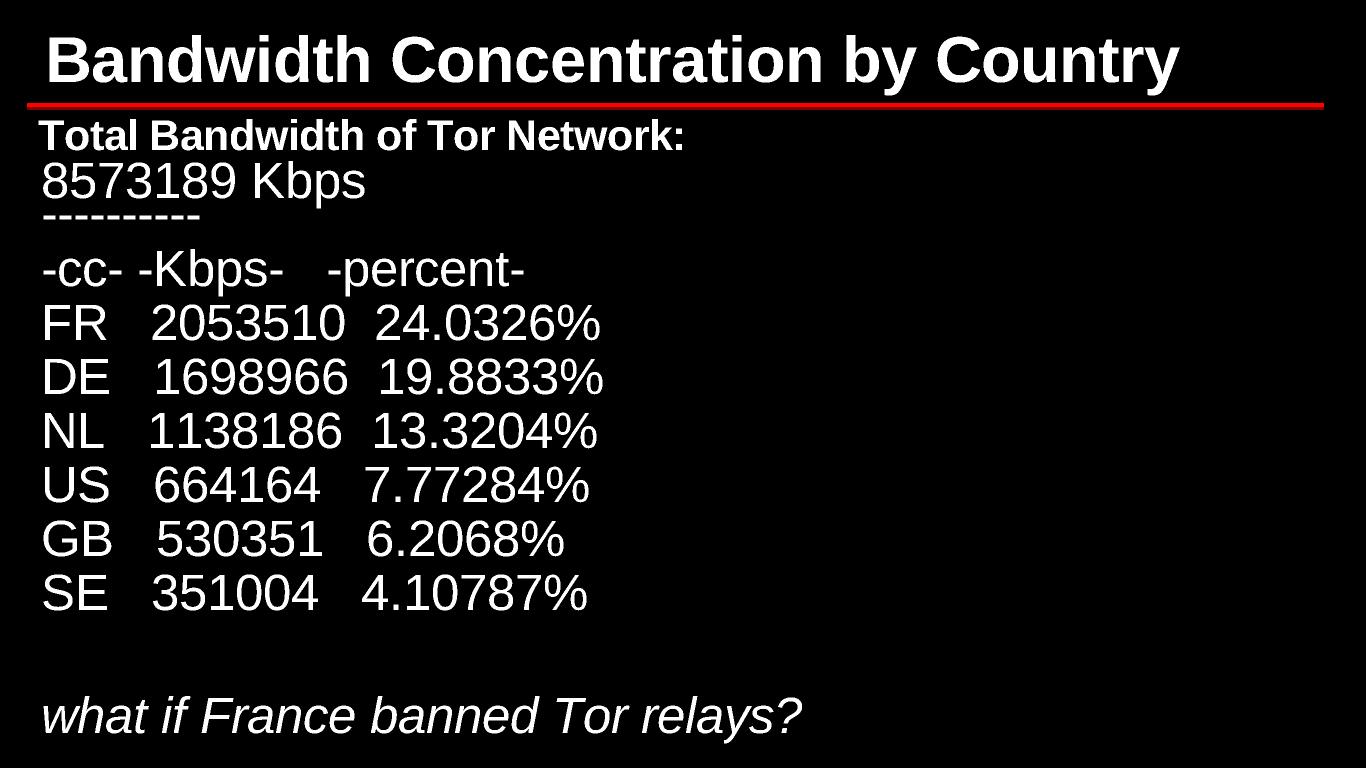 Bandwidth Concentration by Country
Total Bandwidth of Tor Network:
8573189 Kbps
----------
-cc- -Kbps- -percent-
FR 2053510 24.0326%
DE 1698966 19.8833%
NL 1138186 13.3204%
US 664164 7.77284%
GB 530351 6.2068%
SE 351004 4.10787%
what if France banned Tor relays?